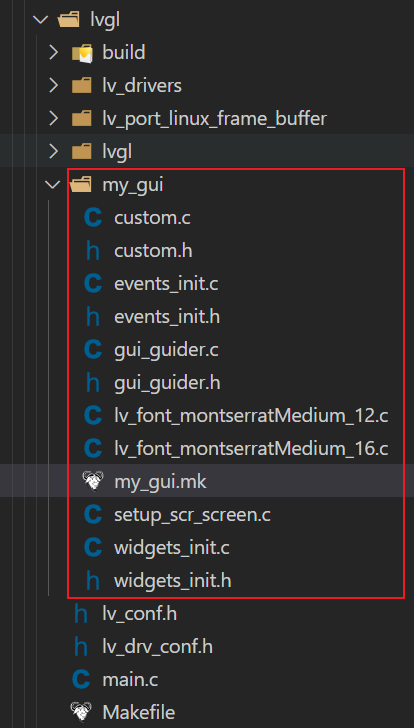 lvgl
build
lv_drivers
lv_port_linux_frame_buffer
lvgl
my_gui
C custom.c
h custom.h
C events_init.c
h events_init.h
C gui_guider.c
h gui_guider.h
C lv_font_montserratMedium_12.c
C lv_font_montserratMedium_16.c
my_gui.mk
C setup_scr_screen.c
C widgets_init.c
h widgets_init.h
h lv_conf.h
h lv_drv_conf.h
C main.c
Makefile